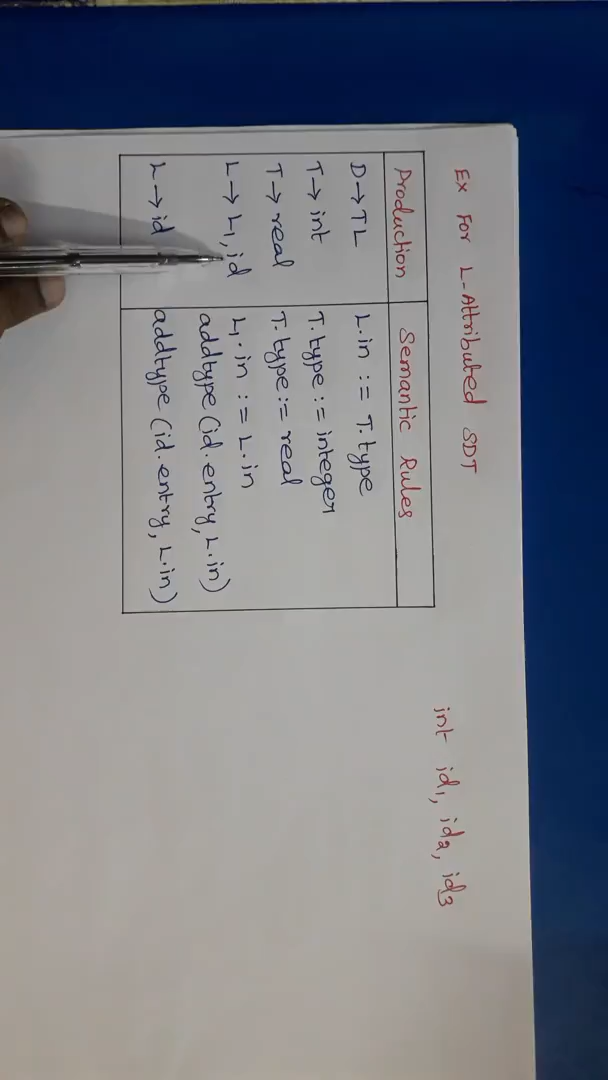 Ex For L-Attributed SDT
Production Semantic Rules
D→TL L.in := T.type
T→int T.type := integer
T→real T.type := real
L→L₁, id L₁.in := L.in
addtype (id.entry, L.in)
L→id addtype (id.entry, L.in)
int id₁, id₂, id₃